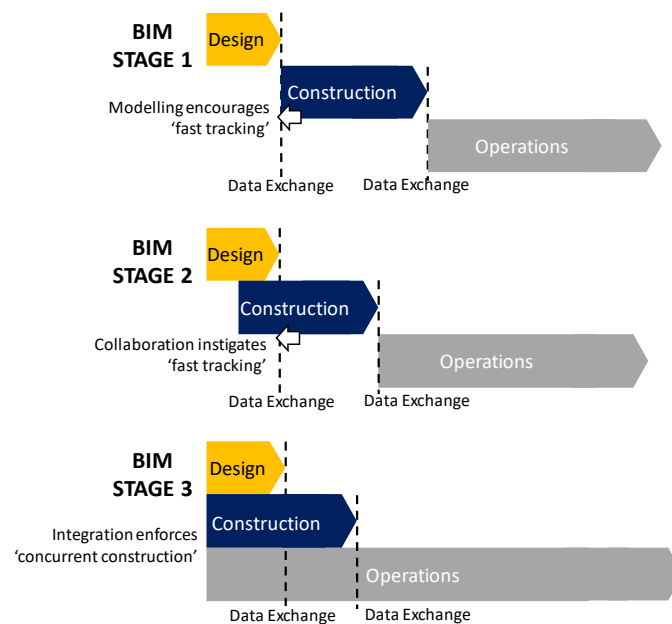 BIM
STAGE 1
Design
Construction
Modelling encourages
‘fast tracking’
Operations
Data Exchange
Data Exchange
BIM
STAGE 2
Design
Construction
Collaboration instigates
‘fast tracking’
Operations
Data Exchange
Data Exchange
BIM
STAGE 3
Design
Construction
Integration enforces
‘concurrent construction’
Operations
Data Exchange
Data Exchange